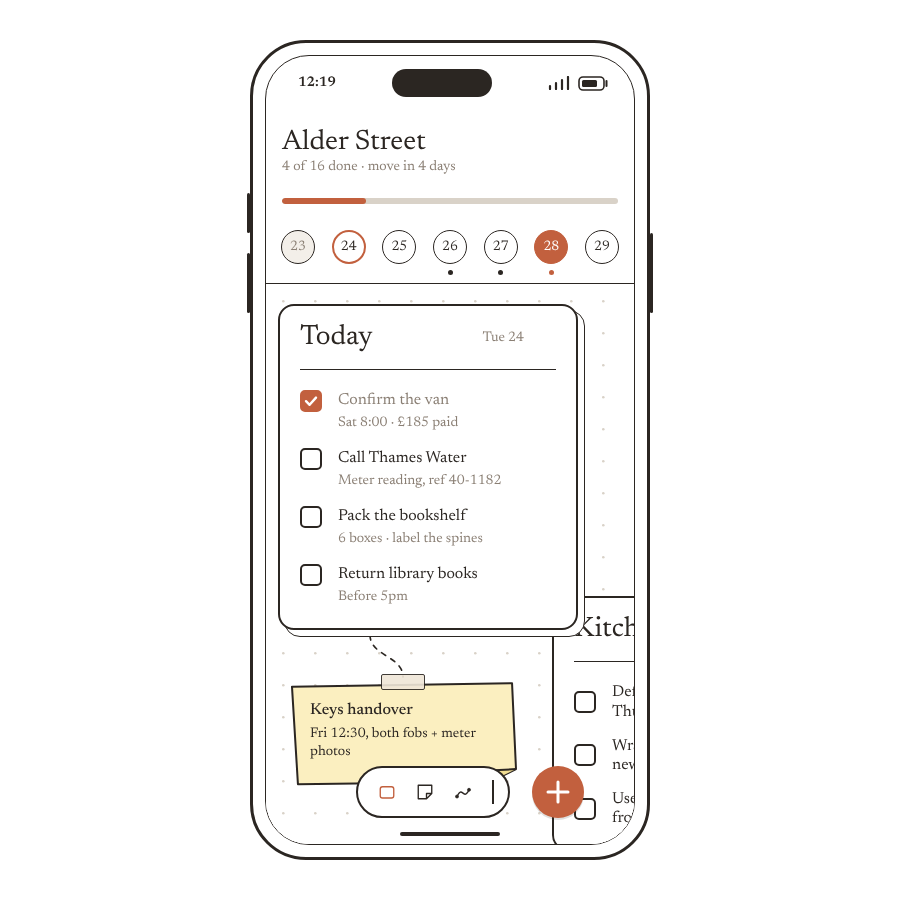 12:19
Alder Street
4 of 16 done · move in 4 days
23 24 25 26 27 28 29
Today Tue 24
Confirm the van
Sat 8:00 · £185 paid
Call Thames Water
Meter reading, ref 40-1182
Pack the bookshelf
6 boxes · label the spines
Return library books
Before 5pm
Keys handover
Fri 12:30, both fobs + meter
photos